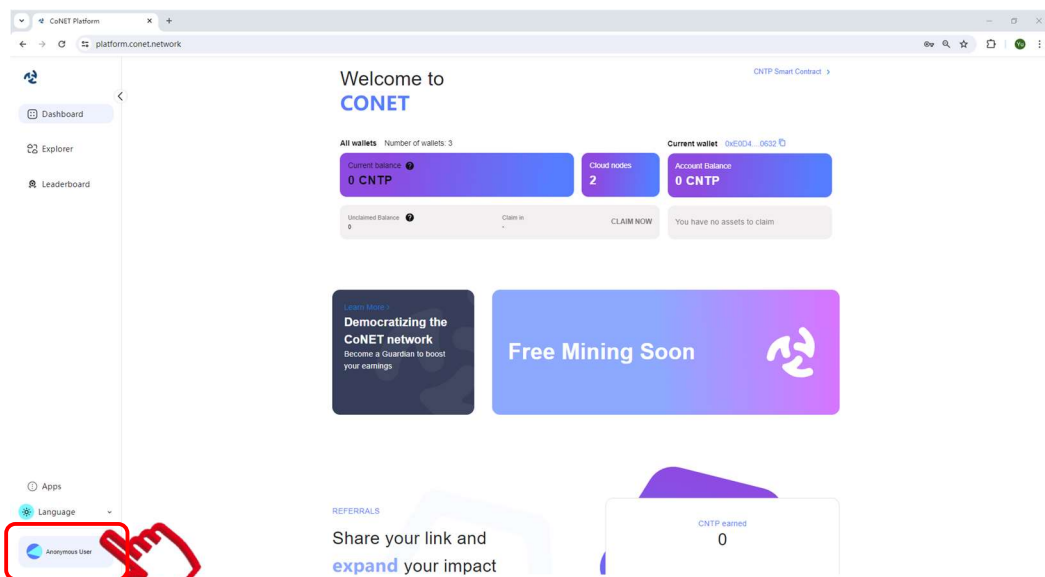 CoNET Platform
platform.conet.network
Yu
Dashboard
Explorer
Leaderboard
Apps
Language
Anonymous User
Welcome to
CONET
CNTP Smart Contract
All wallets Number of wallets: 3
Current wallet 0xE0D4...0632
Current balance
0 CNTP
Cloud nodes
2
Account Balance
0 CNTP
Unclaimed Balance
0
Claim in
-
CLAIM NOW
You have no assets to claim
Learn More >
Democratizing the
CoNET network
Become a Guardian to boost
your earnings
Free Mining Soon
REFERRALS
Share your link and
expand your impact
CNTP earned
0